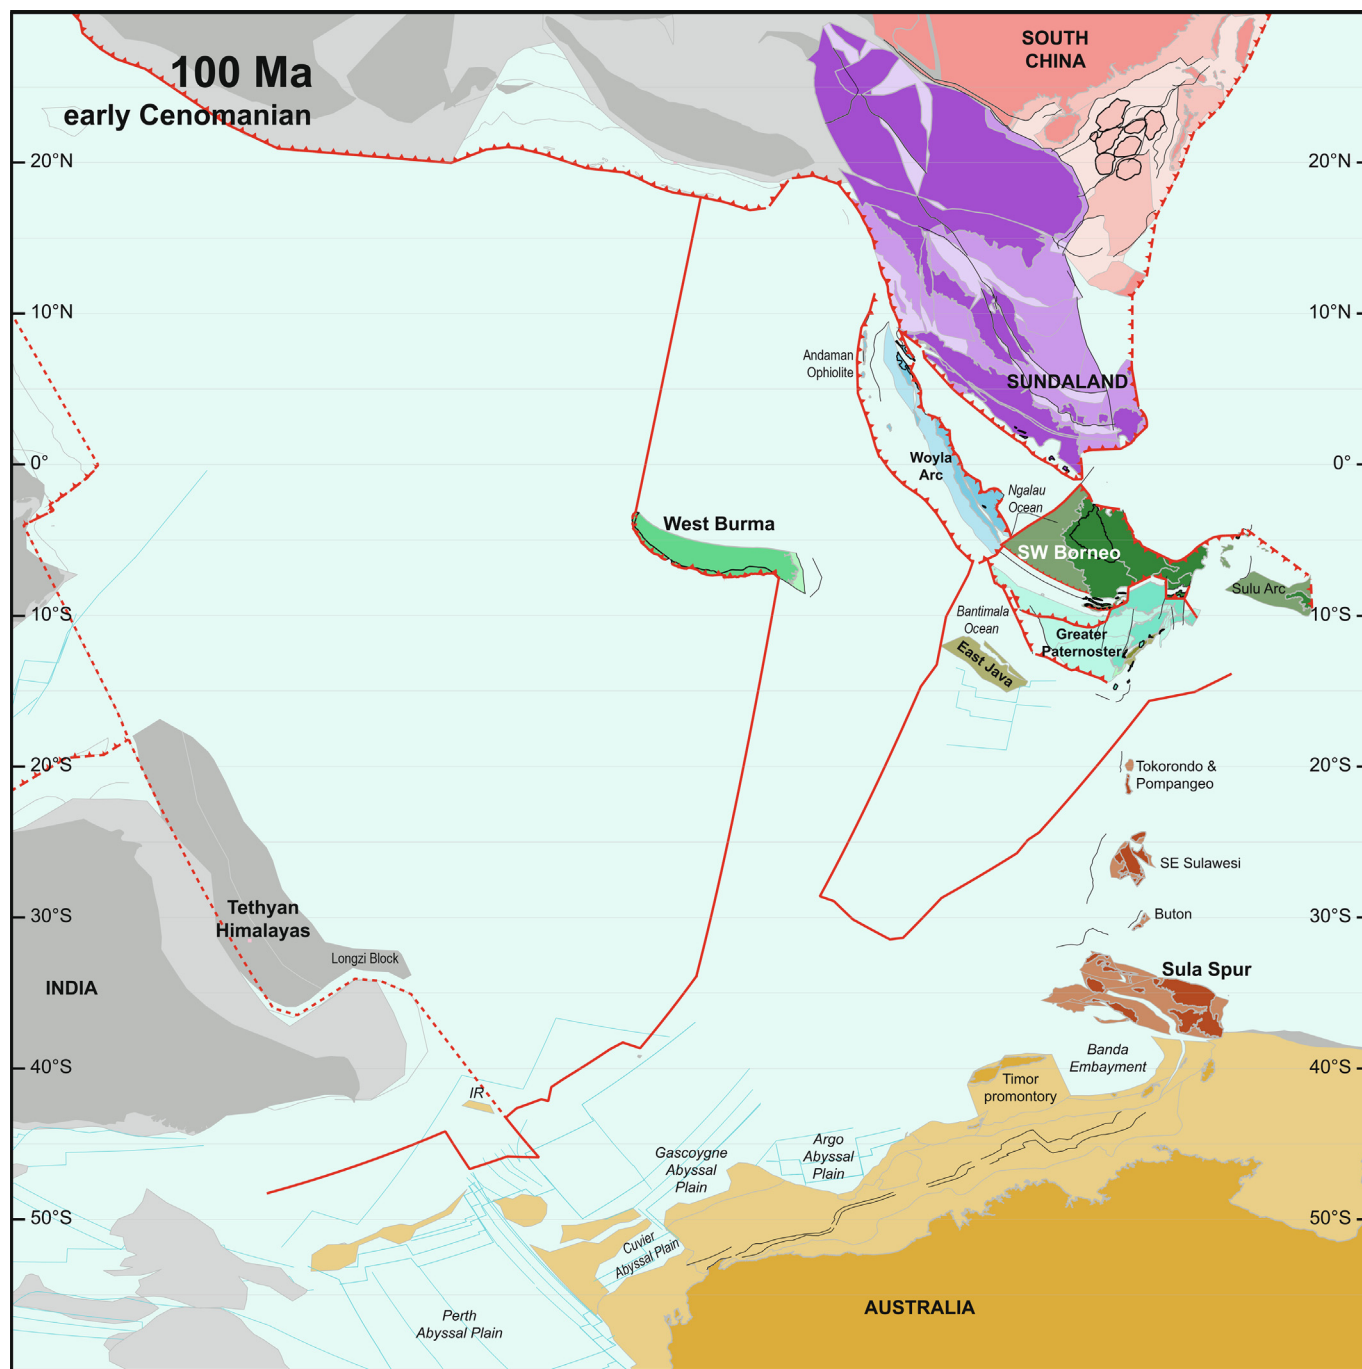 100 Ma
early Cenomanian
SOUTH
CHINA
20°N
20°N
10°N
10°N
Andaman
Ophiolite
SUNDALAND
Woyla
Arc
0°
0°
Ngalau
Ocean
West Burma
SW Borneo
Sulu Arc
10°S
10°S
Bantimala
Ocean
Greater
Paternoster
East Java
20°S
20°S
Tokorondo &
Pompangeo
SE Sulawesi
Tethyan
Himalayas
30°S
30°S
Buton
Longzi Block
Sula Spur
INDIA
40°S
40°S
Banda
Embayment
Timor
promontory
IR
Gascoygne
Abyssal
Plain
Argo
Abyssal
Plain
50°S
50°S
Cuvier
Abyssal Plain
Perth
Abyssal Plain
AUSTRALIA